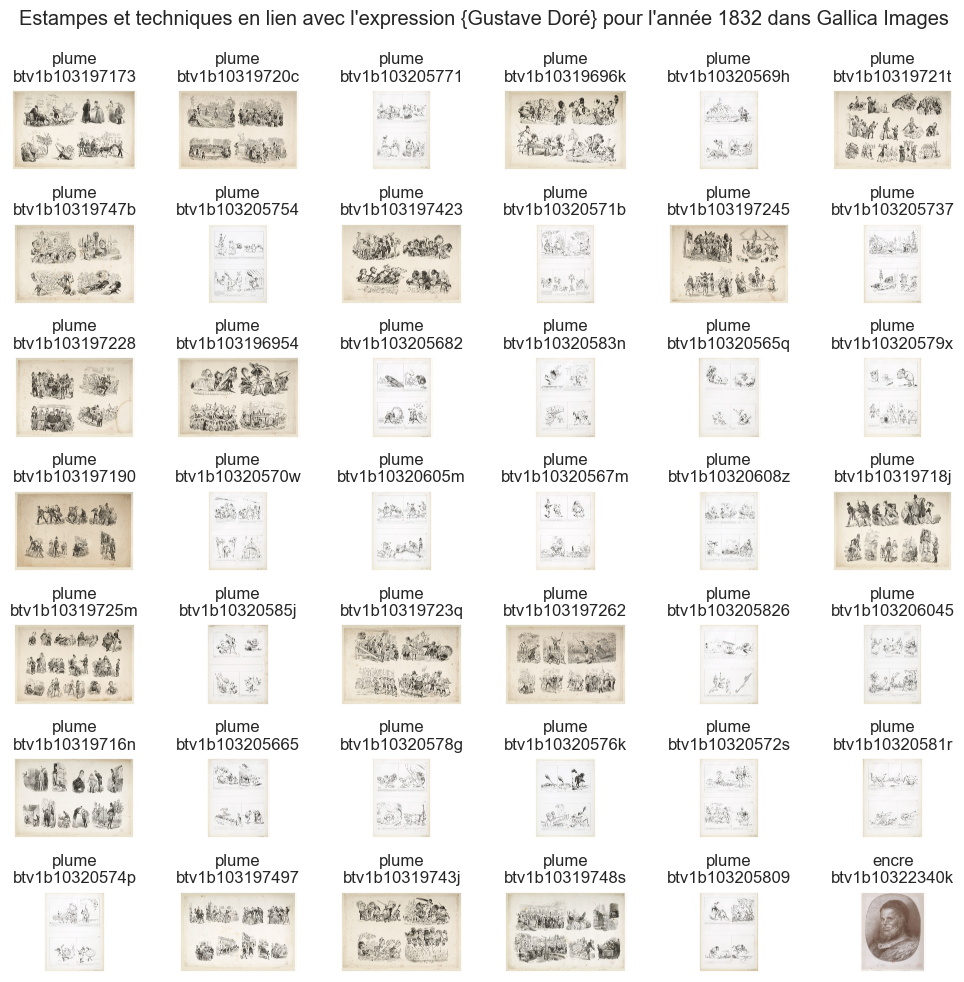 Estampes et techniques en lien avec l'expression {Gustave Doré} pour l'année 1832 dans Gallica Images
plume plume plume plume plume plume
btv1b103197173 btv1b10319720c btv1b103205771 btv1b10319696k btv1b10320569h btv1b10319721t
plume plume plume plume plume plume
btv1b10319747b btv1b103205754 btv1b103197423 btv1b10320571b btv1b103197245 btv1b103205737
plume plume plume plume plume plume
btv1b103197228 btv1b103196954 btv1b103205682 btv1b10320583n btv1b10320565q btv1b10320579x
plume plume plume plume plume plume
btv1b103197190 btv1b10320570w btv1b10320605m btv1b10320567m btv1b10320608z btv1b10319718j
plume plume plume plume plume plume
btv1b10319725m btv1b10320585j btv1b10319723q btv1b103197262 btv1b103205826 btv1b103206045
plume plume plume plume plume plume
btv1b10319716n btv1b103205665 btv1b10320578g btv1b10320576k btv1b10320572s btv1b10320581r
plume plume plume plume plume encre
btv1b10320574p btv1b103197497 btv1b10319743j btv1b10319748s btv1b103205809 btv1b10322340k